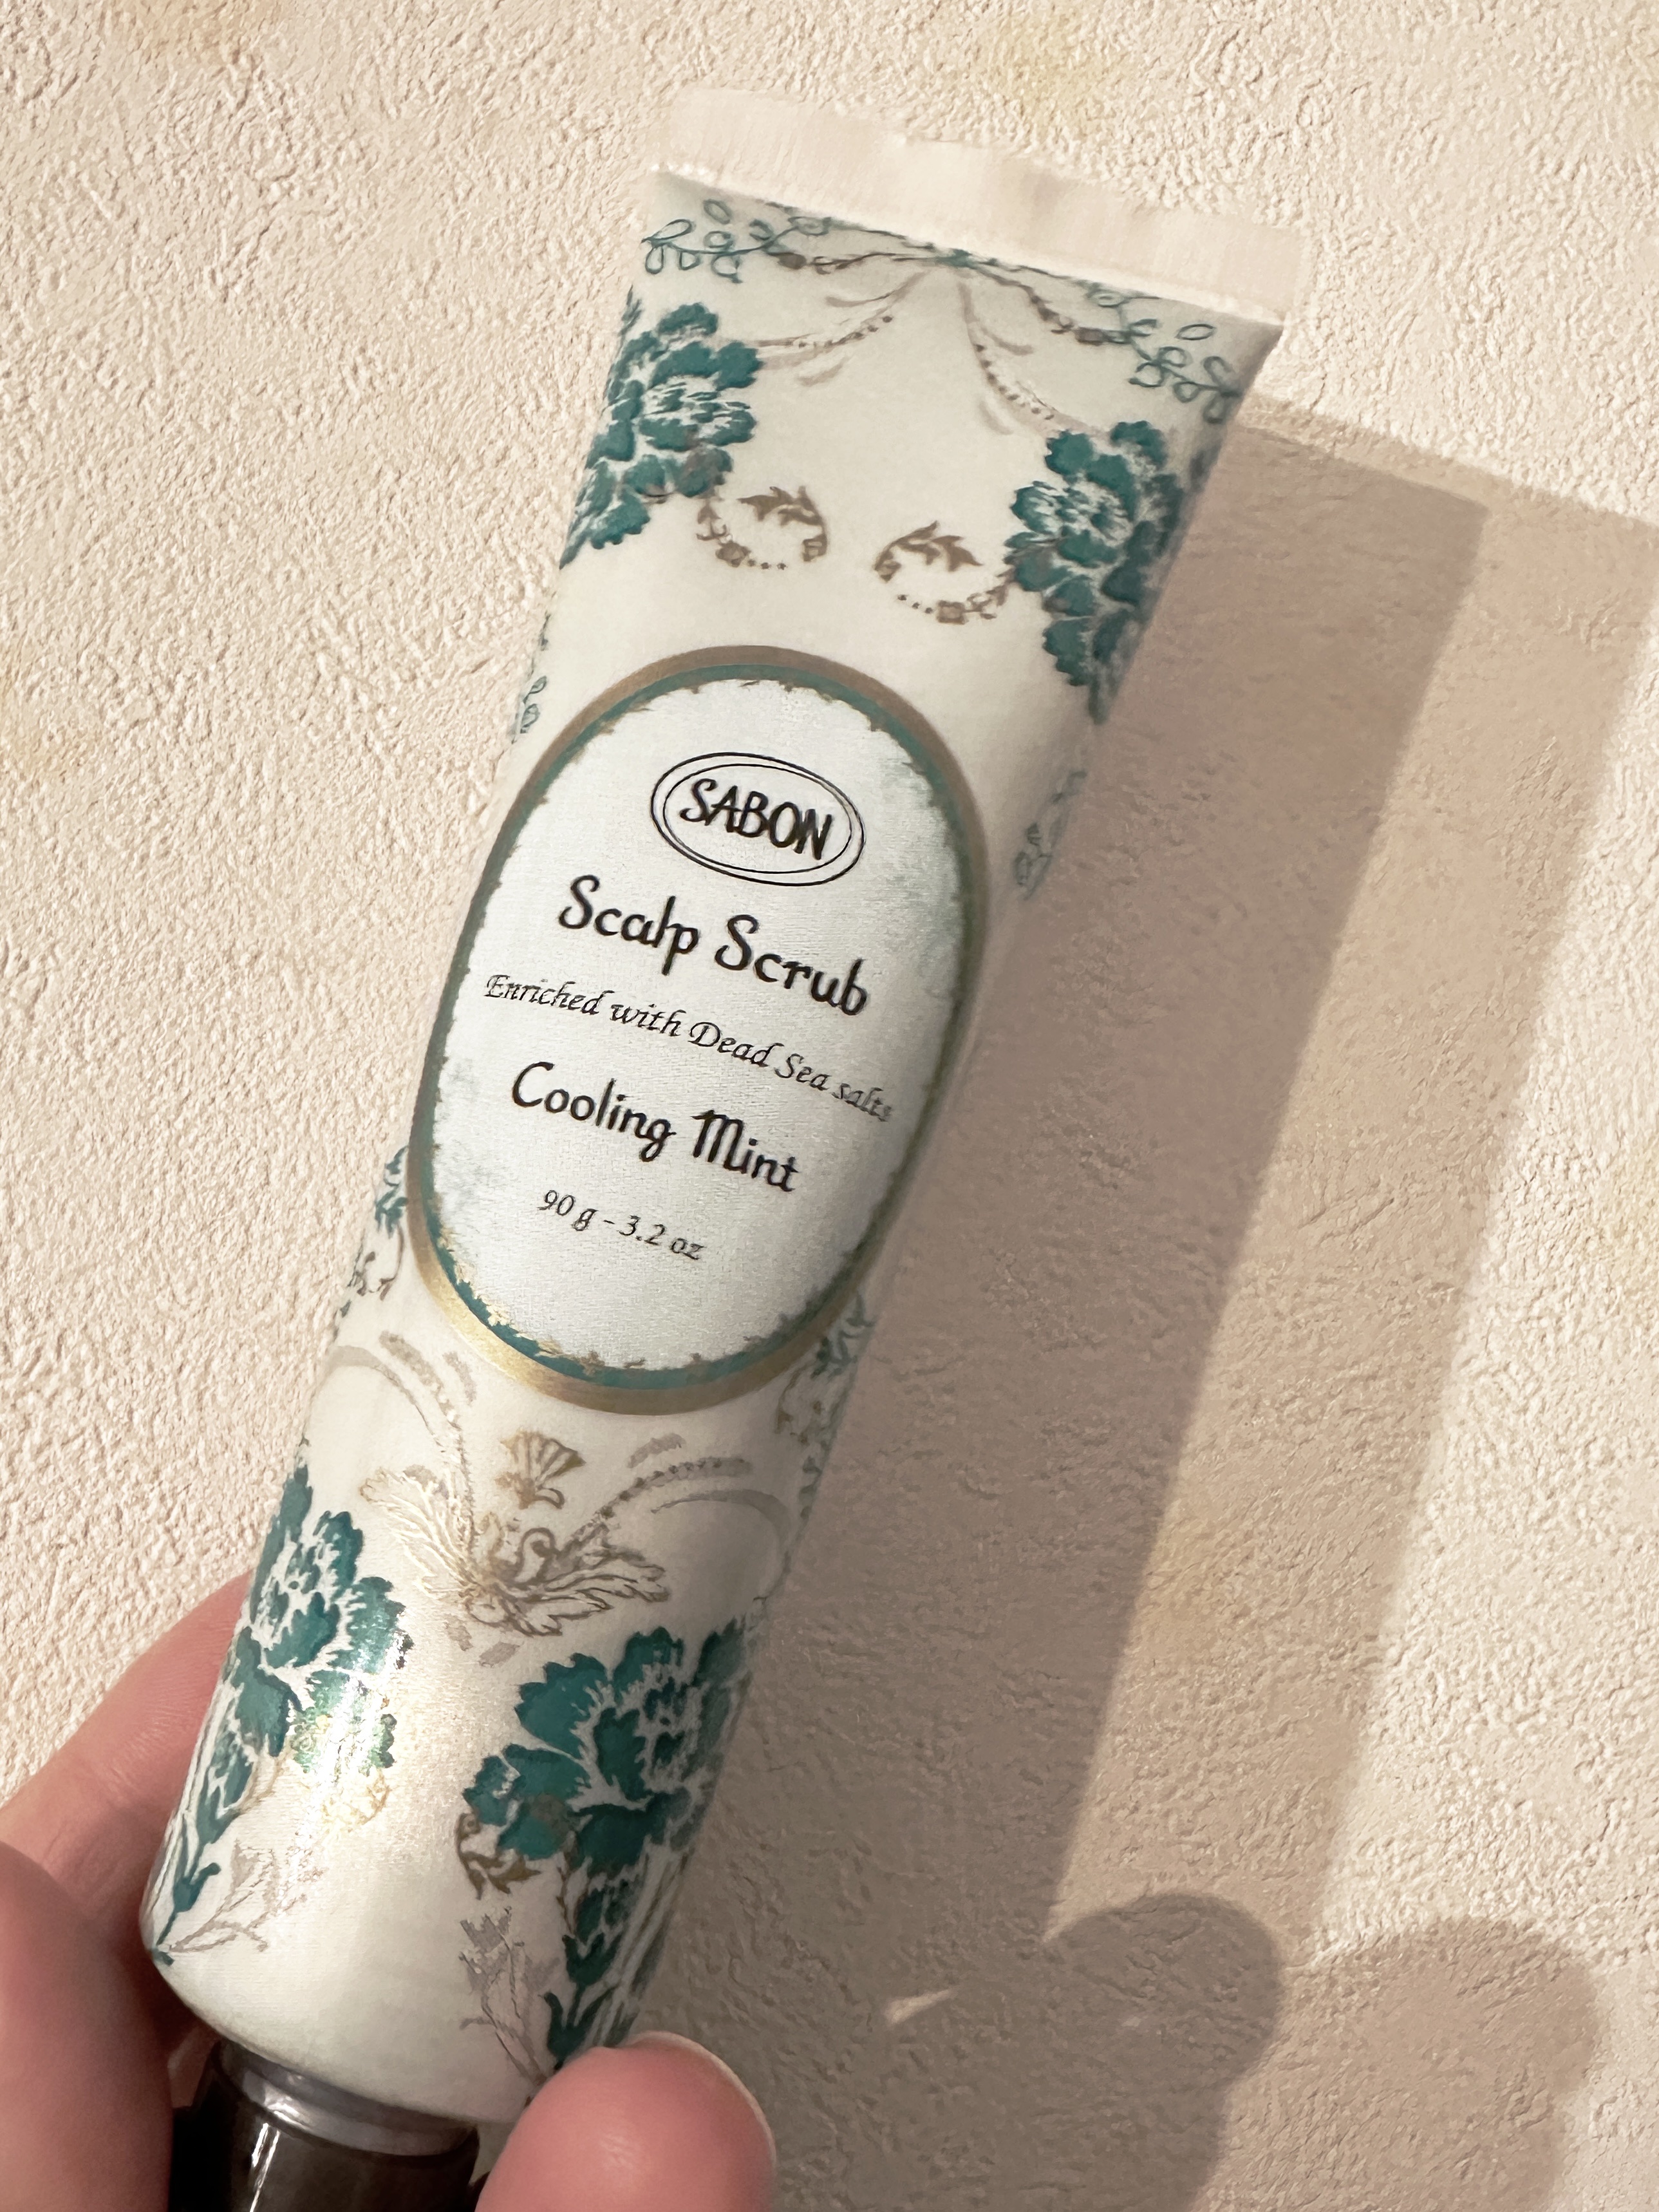 SABON
Scalp Scrub
Enriched with Dead Sea salts
Cooling Mint
90 g - 3.2 oz